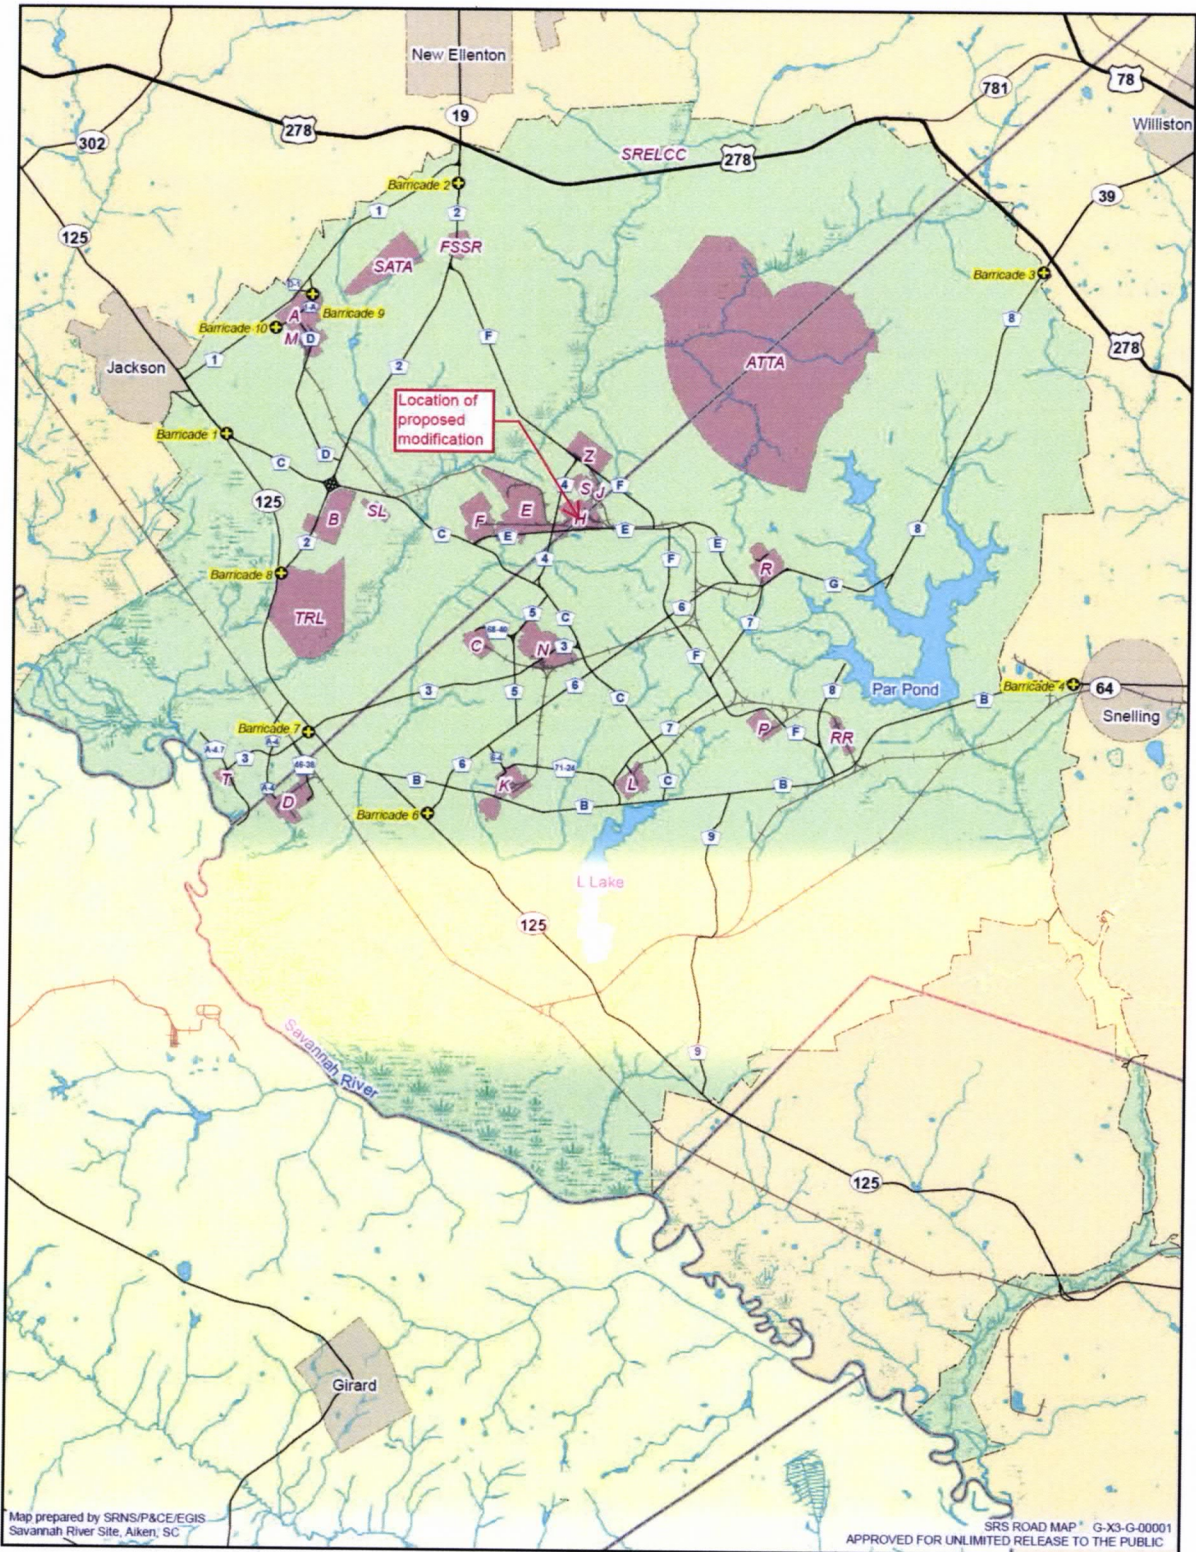 New Ellenton
78
781
19
278
Williston
302
SRELCC
278
Barricade 2
39
1
2
125
FSSR
SATA
Barricade 3
A
Barricade 9
Barricade 10
M
D
8
F
278
1
2
ATTA
Jackson
Location of
proposed
modification
Barricade 1
C
D
Z
4
S
J
F
125
B
SL
F
E
H
8
2
C
E
E
E
4
F
R
G
Barricade 8
TRL
5
C
6
7
C
N
3
F
3
5
6
C
8
Par Pond
B
Barricade 4
64
Snelling
Barricade 7
7
P
F
RR
A-4.7
3
A-4
T
A-4
D
B
6
K
L
C
B
B
Barricade 6
9
L Lake
125
9
Savannah River
125
Girard
Map prepared by SRNS/P&CE/EGIS
Savannah River Site, Aiken, SC
SRS ROAD MAP G-X3-G-00001
APPROVED FOR UNLIMITED RELEASE TO THE PUBLIC